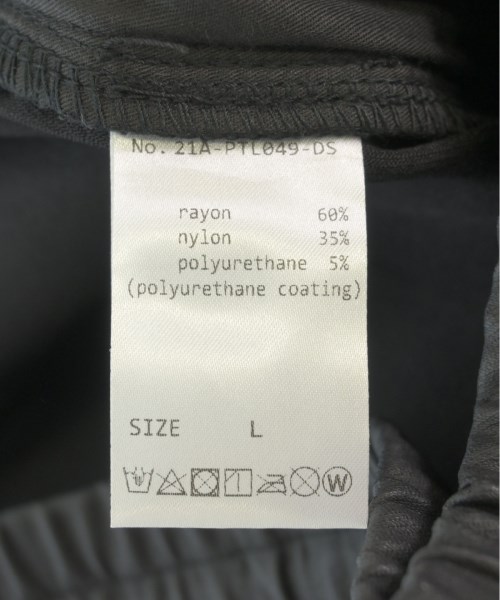 No. 21A-PTL049-DS
rayon 60%
nylon 35%
polyurethane 5%
(polyurethane coating)
SIZE L
W